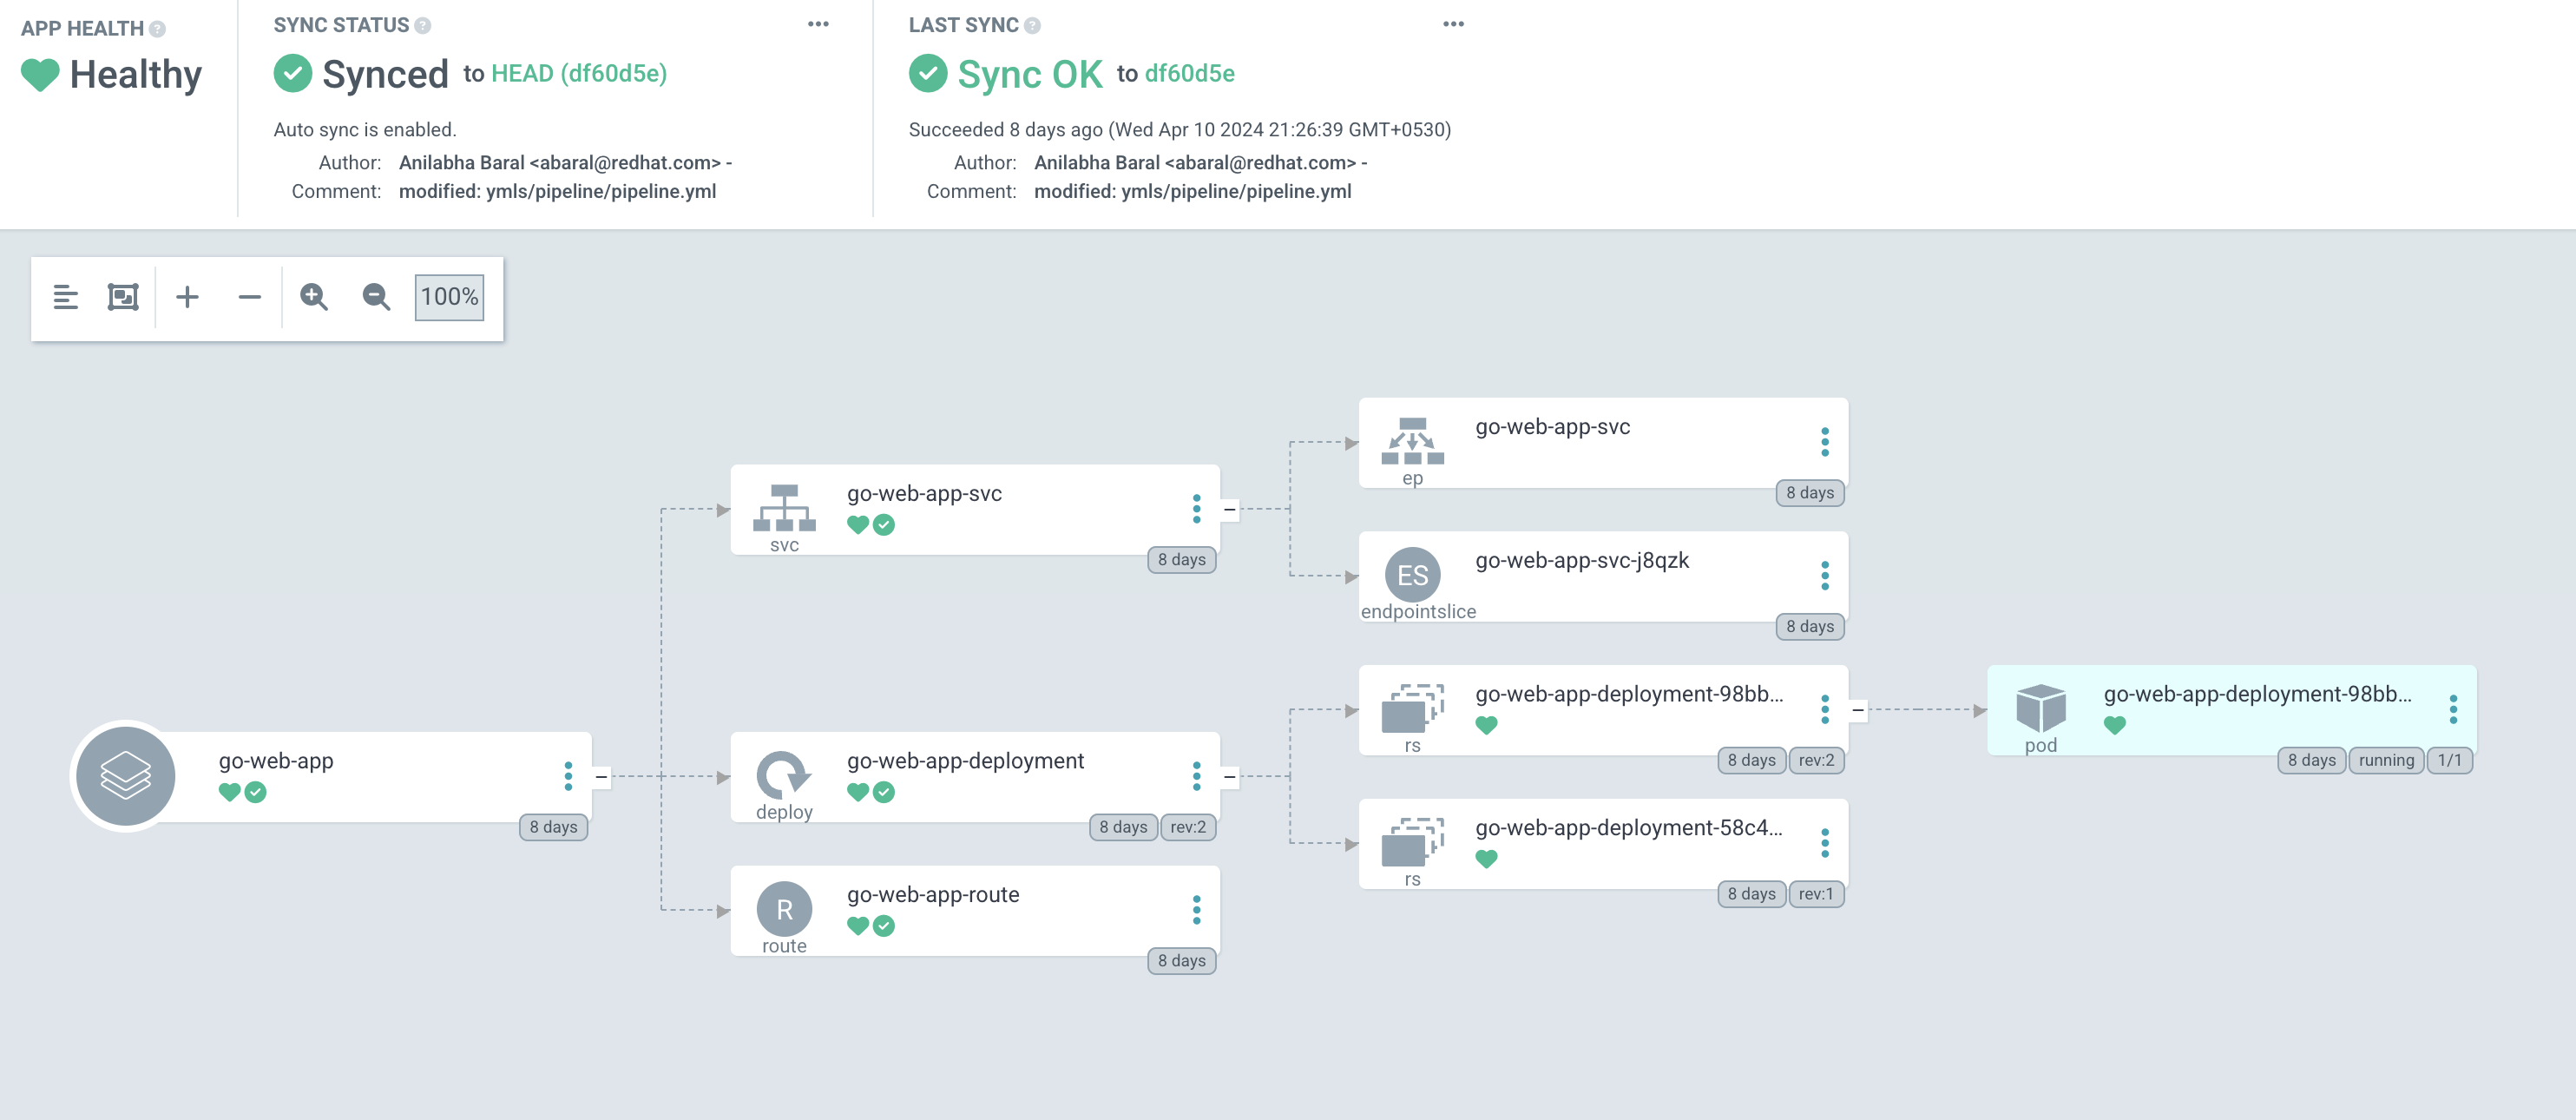 APP HEALTH ?
Healthy
SYNC STATUS ?
Synced to HEAD (df60d5e)
Auto sync is enabled.
Author: Anilabha Baral <abaral@redhat.com> -
Comment: modified: ymls/pipeline/pipeline.yml
LAST SYNC ?
Sync OK to df60d5e
Succeeded 8 days ago (Wed Apr 10 2024 21:26:39 GMT+0530)
Author: Anilabha Baral <abaral@redhat.com> -
Comment: modified: ymls/pipeline/pipeline.yml
100%
go-web-app
8 days
go-web-app-svc
svc
8 days
go-web-app-deployment
deploy
8 days rev:2
R
go-web-app-route
route
8 days
go-web-app-svc
ep
8 days
ES
go-web-app-svc-j8qzk
endpointslice
8 days
go-web-app-deployment-98bb...
rs
8 days rev:2
go-web-app-deployment-58c4...
rs
8 days rev:1
go-web-app-deployment-98bb...
pod
8 days running 1/1